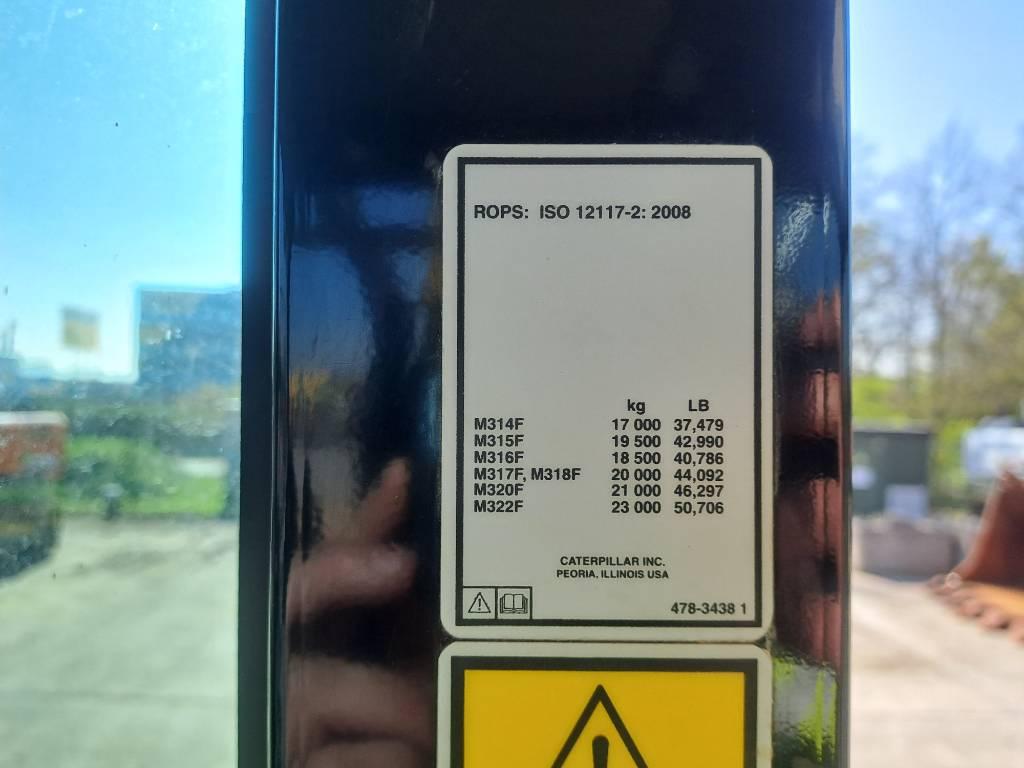 ROPS: ISO 12117-2: 2008
kg LB
M314F 17 000 37,479
M315F 19 500 42,990
M316F 18 500 40,786
M317F, M318F 20 000 44,092
M320F 21 000 46,297
M322F 23 000 50,706
CATERPILLAR INC.
PEORIA, ILLINOIS USA
478-3438 1